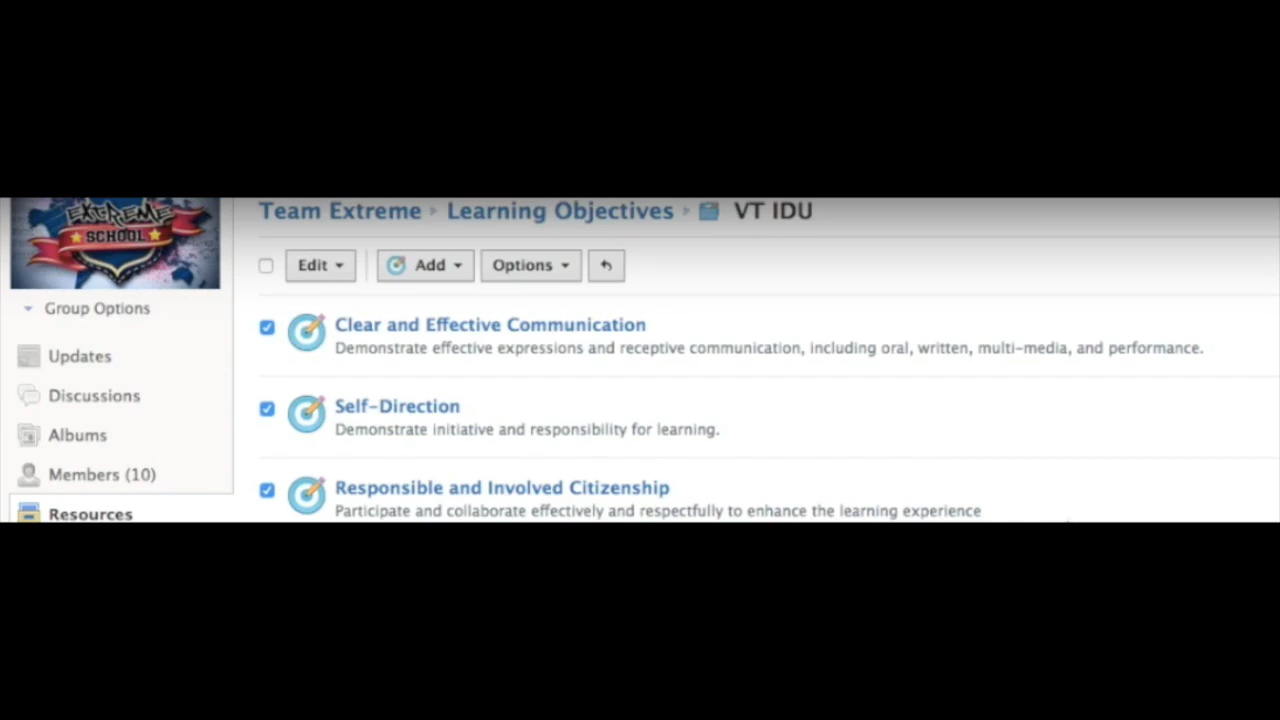 EXTREME
SCHOOL
Team Extreme Learning Objectives VT IDU
Edit Add Options
Group Options
Clear and Effective Communication
Demonstrate effective expressions and receptive communication, including oral, written, multi-media, and performance.
Updates
Discussions
Self-Direction
Demonstrate initiative and responsibility for learning.
Albums
Members (10)
Responsible and Involved Citizenship
Participate and collaborate effectively and respectfully to enhance the learning experience
Resources